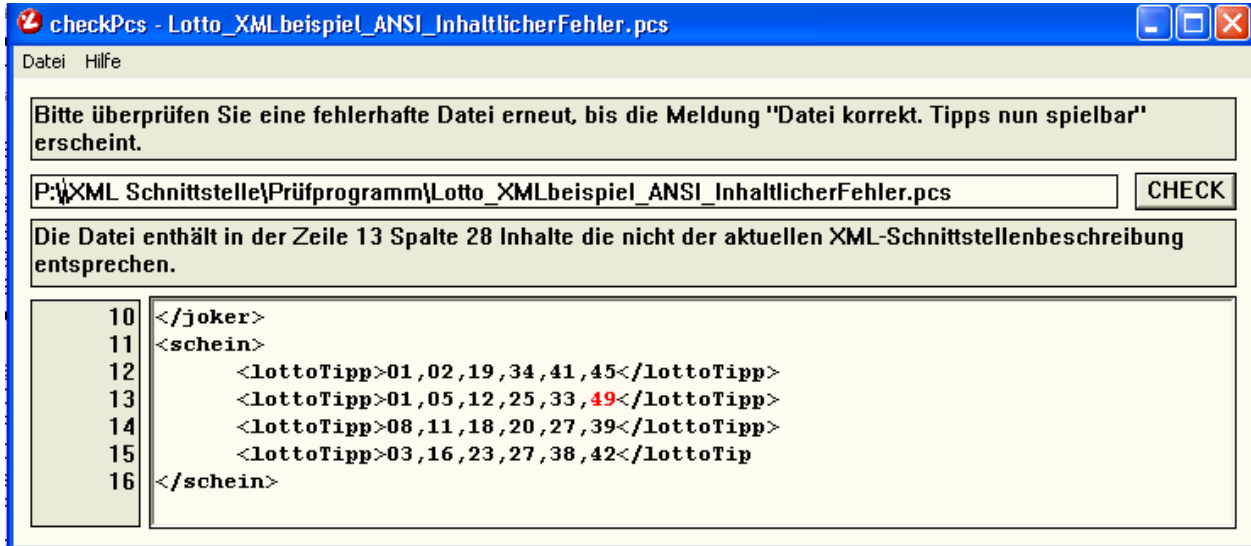 checkPcs - Lotto_XMLbeispiel_ANSI_InhaltlicherFehler.pcs
Datei Hilfe
Bitte überprüfen Sie eine fehlerhafte Datei erneut, bis die Meldung "Datei korrekt. Tipps nun spielbar"
erscheint.
P:\XML Schnittstelle\Prüfprogramm\Lotto_XMLbeispiel_ANSI_InhaltlicherFehler.pcs CHECK
Die Datei enthält in der Zeile 13 Spalte 28 Inhalte die nicht der aktuellen XML-Schnittstellenbeschreibung
entsprechen.
10 </joker>
11 <schein>
12 <lottoTipp>01,02,19,34,41,45</lottoTipp>
13 <lottoTipp>01,05,12,25,33,49</lottoTipp>
14 <lottoTipp>08,11,18,20,27,39</lottoTipp>
15 <lottoTipp>03,16,23,27,38,42</lottoTip
16 </schein>